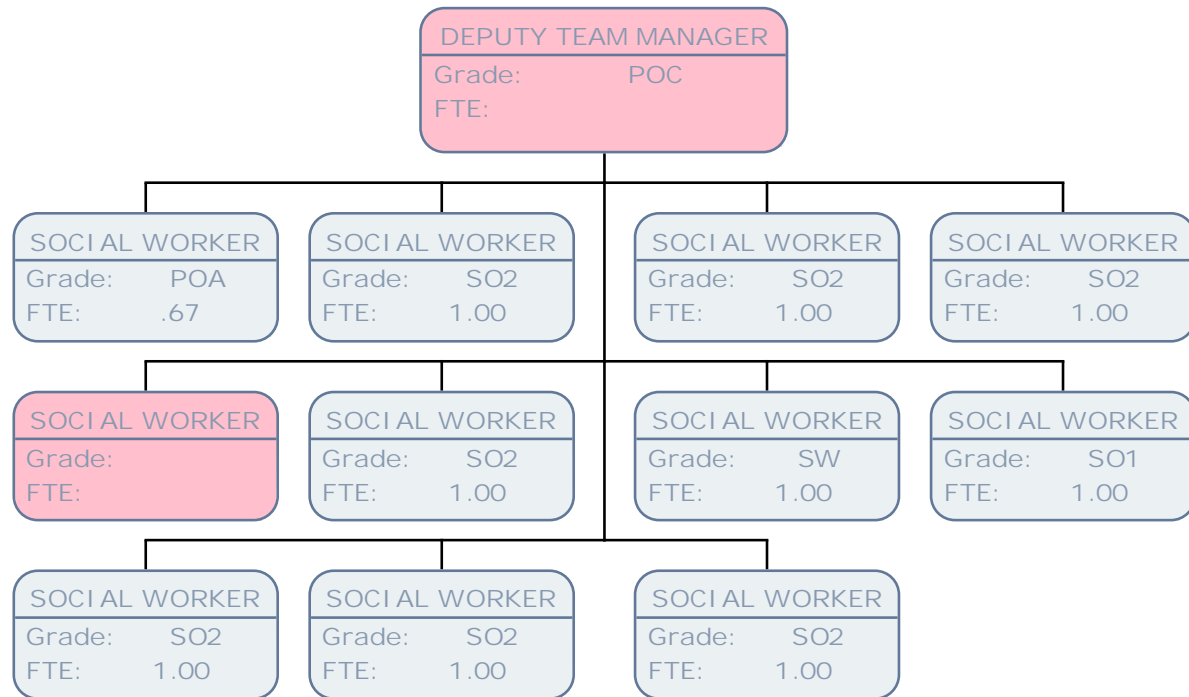 DEPUTY TEAM MANAGER
Grade: POC
FTE:
SOCIAL WORKER
Grade: POA
FTE: .67
SOCIAL WORKER
Grade: SO2
FTE: 1.00
SOCIAL WORKER
Grade: SO2
FTE: 1.00
SOCIAL WORKER
Grade: SO2
FTE: 1.00
SOCIAL WORKER
Grade:
FTE:
SOCIAL WORKER
Grade: SO2
FTE: 1.00
SOCIAL WORKER
Grade: SW
FTE: 1.00
SOCIAL WORKER
Grade: SO1
FTE: 1.00
SOCIAL WORKER
Grade: SO2
FTE: 1.00
SOCIAL WORKER
Grade: SO2
FTE: 1.00
SOCIAL WORKER
Grade: SO2
FTE: 1.00